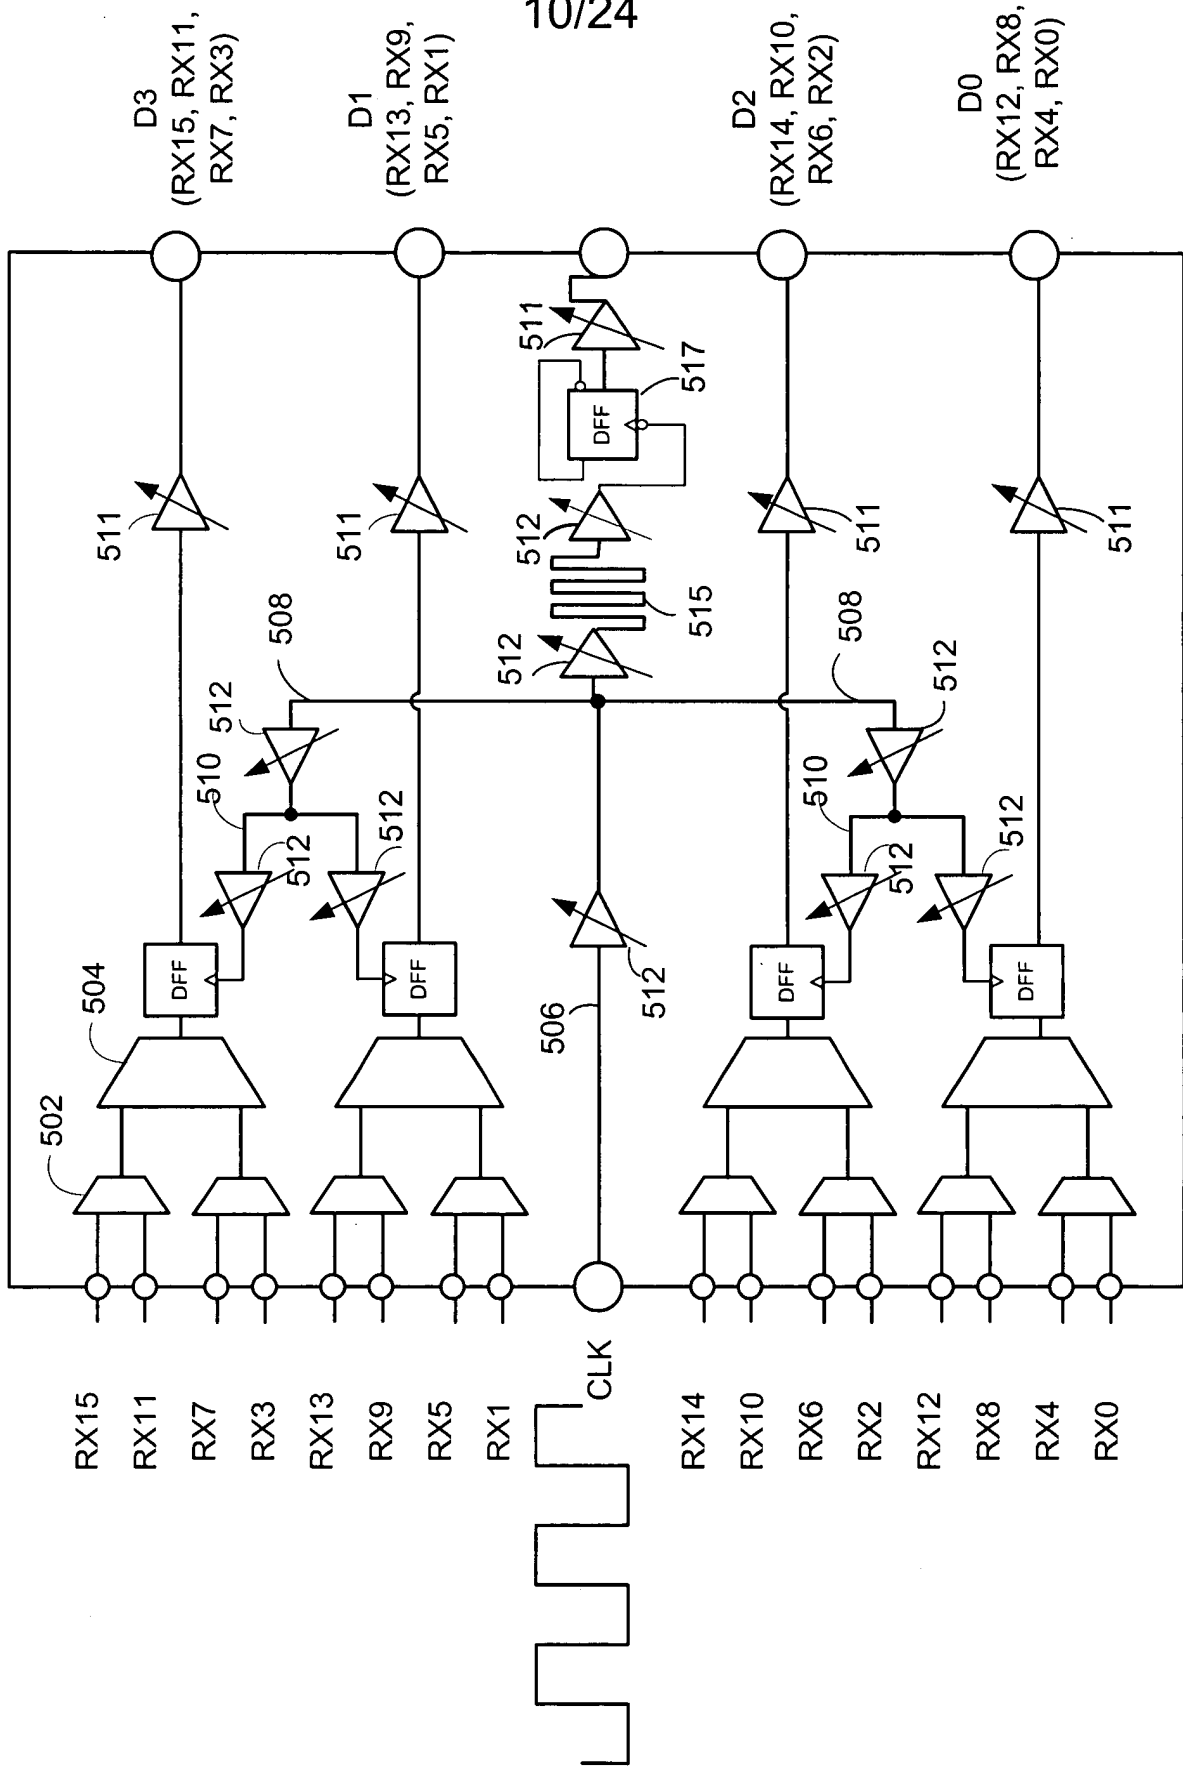 10/24
D3
(RX15, RX11,
RX7, RX3)
D1
(RX13, RX9,
RX5, RX1)
D2
(RX14, RX10,
RX6, RX2)
D0
(RX12, RX8,
RX4, RX0)
511
511
511
517
DFF
512
511
511
508
512
515
508
512
510
512
512
512
510
512
512
504
DFF
DFF
506
512
DFF
DFF
502
RX15
RX11
RX7
RX3
RX13
RX9
RX5
RX1
CLK
RX14
RX10
RX6
RX2
RX12
RX8
RX4
RX0